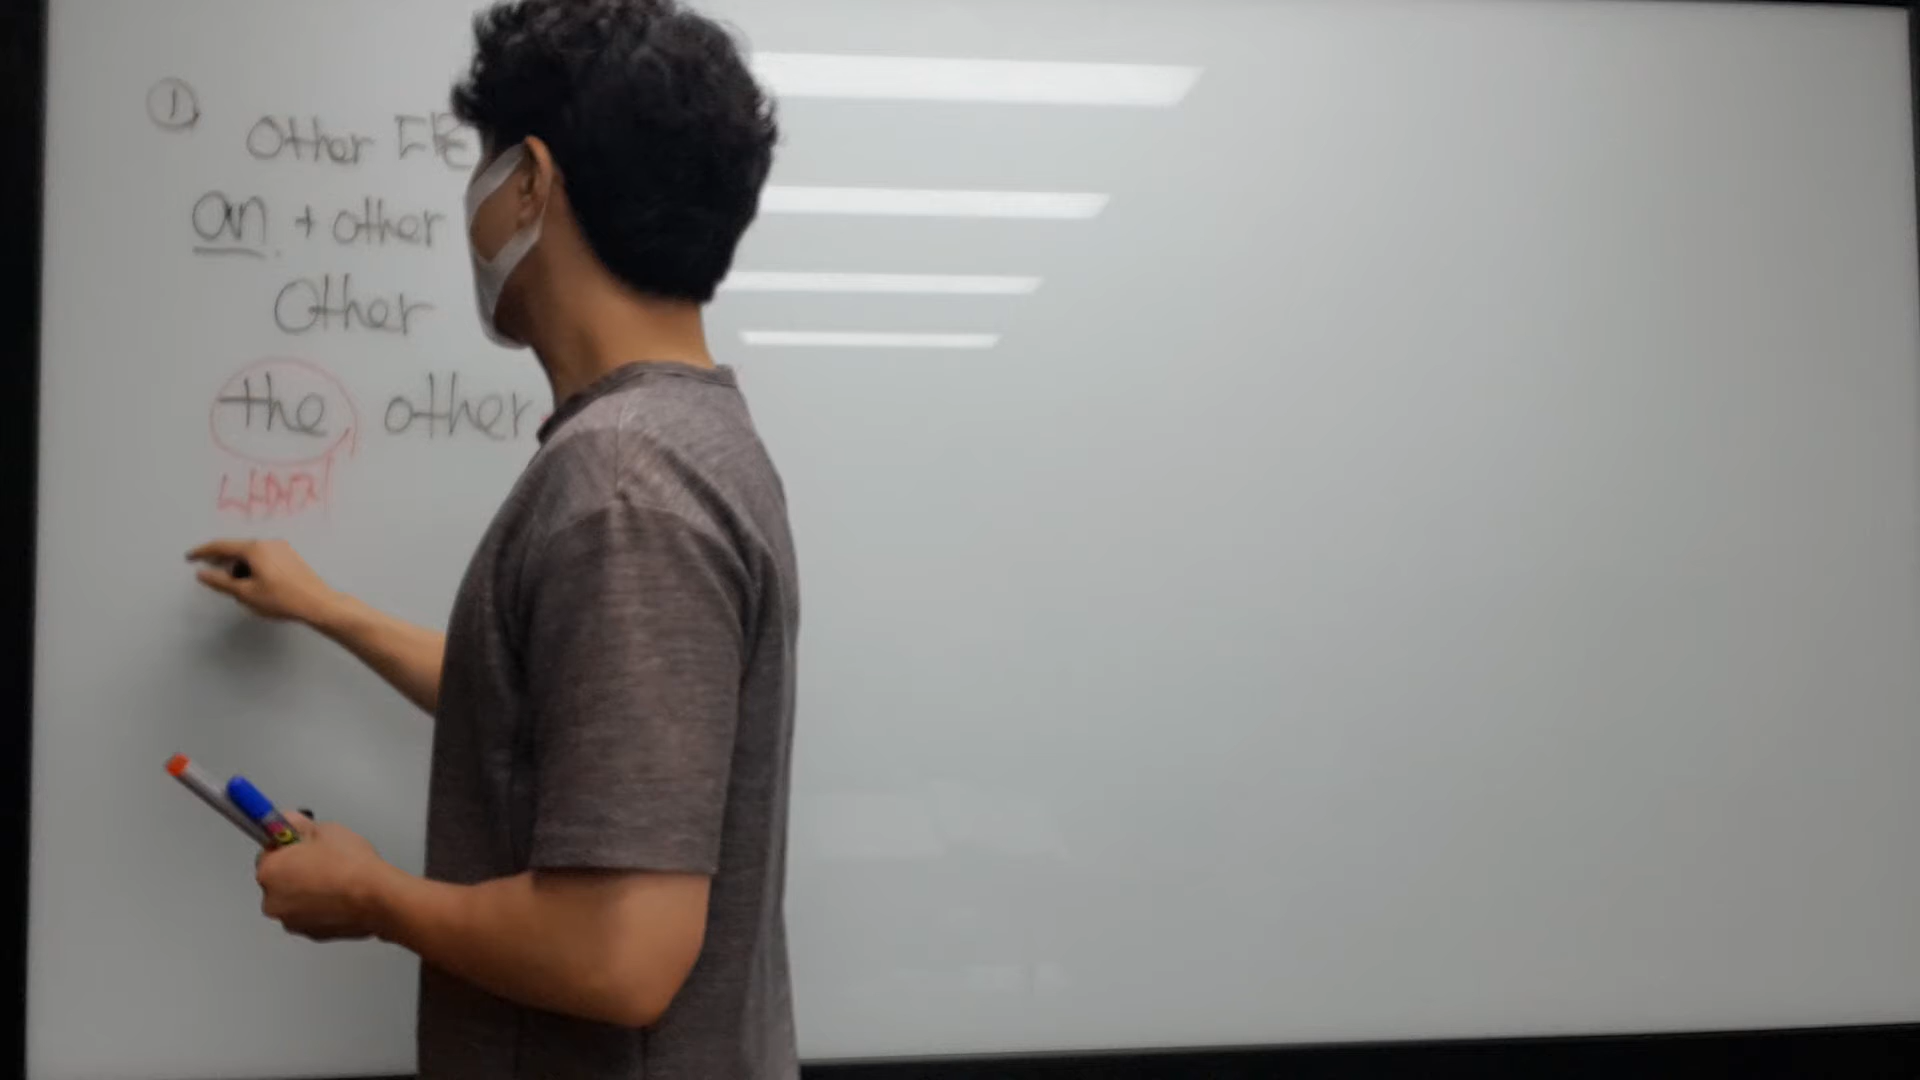 ① Other 다른
an + other
Other
the other
나머지